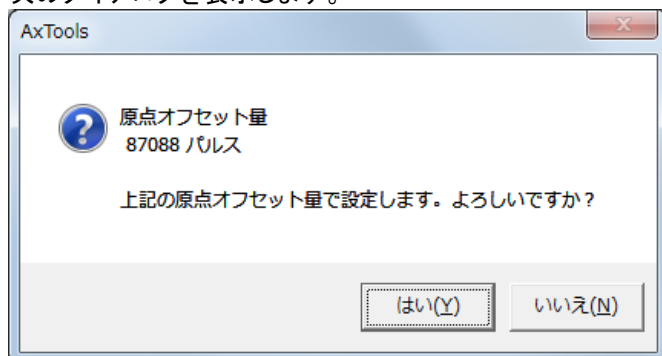 AxTools
原点オフセット量
87088 パルス
上記の原点オフセット量で設定します。よろしいですか？
はい(Y)
いいえ(N)